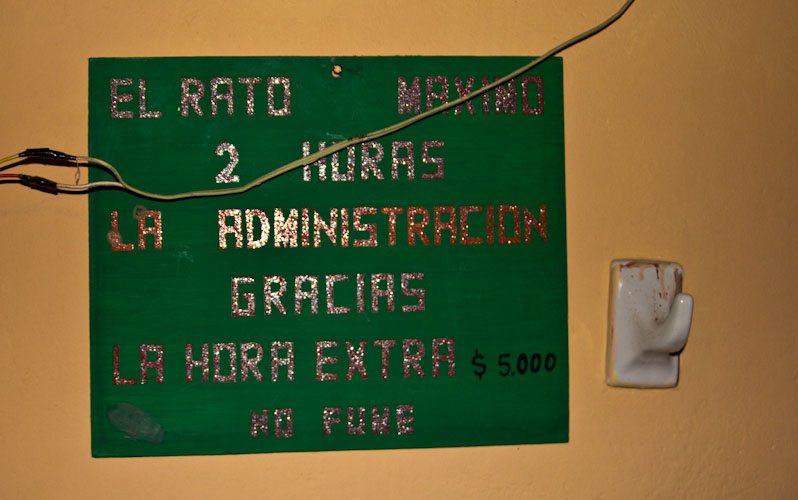 EL RATO MAXIMO
2 HORAS
LA ADMINISTRACION
GRACIAS
LA HORA EXTRA $ 5.000
NO FUME